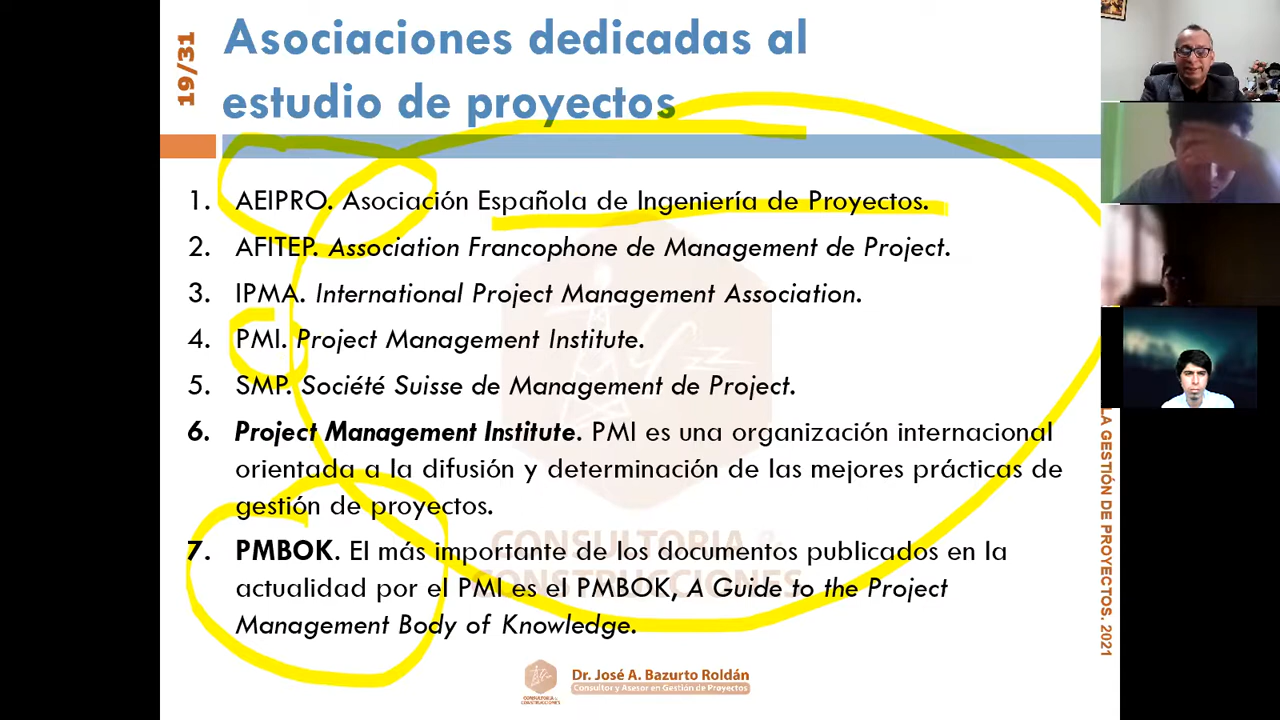 19/31
Asociaciones dedicadas al
estudio de proyectos
1. AEIPRO. Asociación Española de Ingeniería de Proyectos.
2. AFITEP. Association Francophone de Management de Project.
3. IPMA. International Project Management Association.
4. PMI. Project Management Institute.
5. SMP. Société Suisse de Management de Project.
6. Project Management Institute. PMI es una organización internacional
orientada a la difusión y determinación de las mejores prácticas de
gestión de proyectos.
7. PMBOK. El más importante de los documentos publicados en la
actualidad por el PMI es el PMBOK, A Guide to the Project
Management Body of Knowledge.
CONSULTORIA &
CONSTRUCCIONES
LA GESTIÓN DE PROYECTOS. 2021
CONSULTORIA &
CONSTRUCCIONES
Dr. José A. Bazurto Roldán
Consultor y Asesor en Gestión de Proyectos